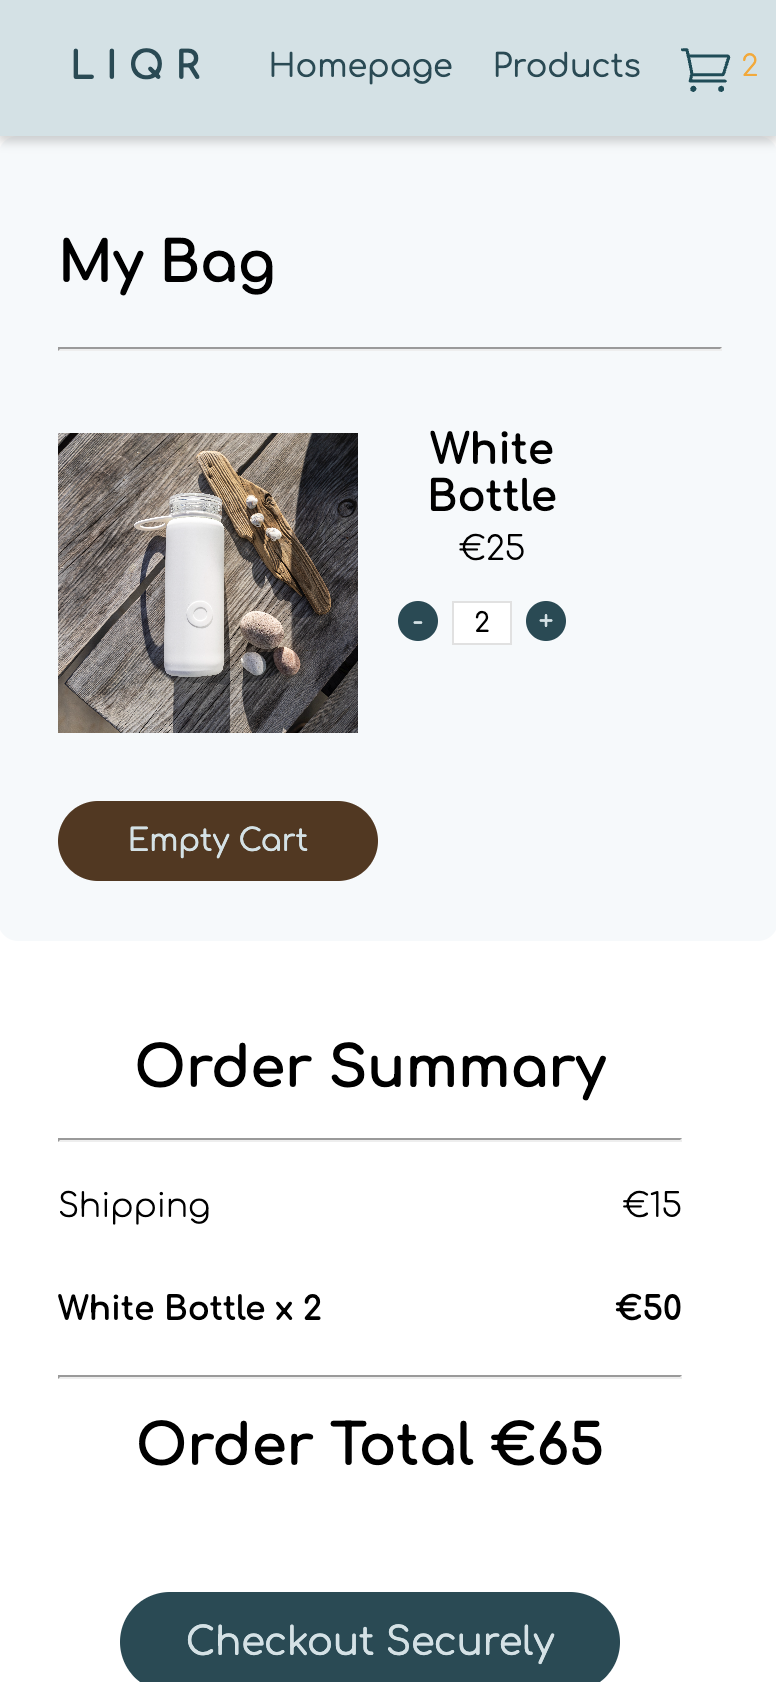 LIQR Homepage Products 2
My Bag
White
Bottle
€25
- 2 +
Empty Cart
Order Summary
Shipping €15
White Bottle x 2 €50
Order Total €65
Checkout Securely